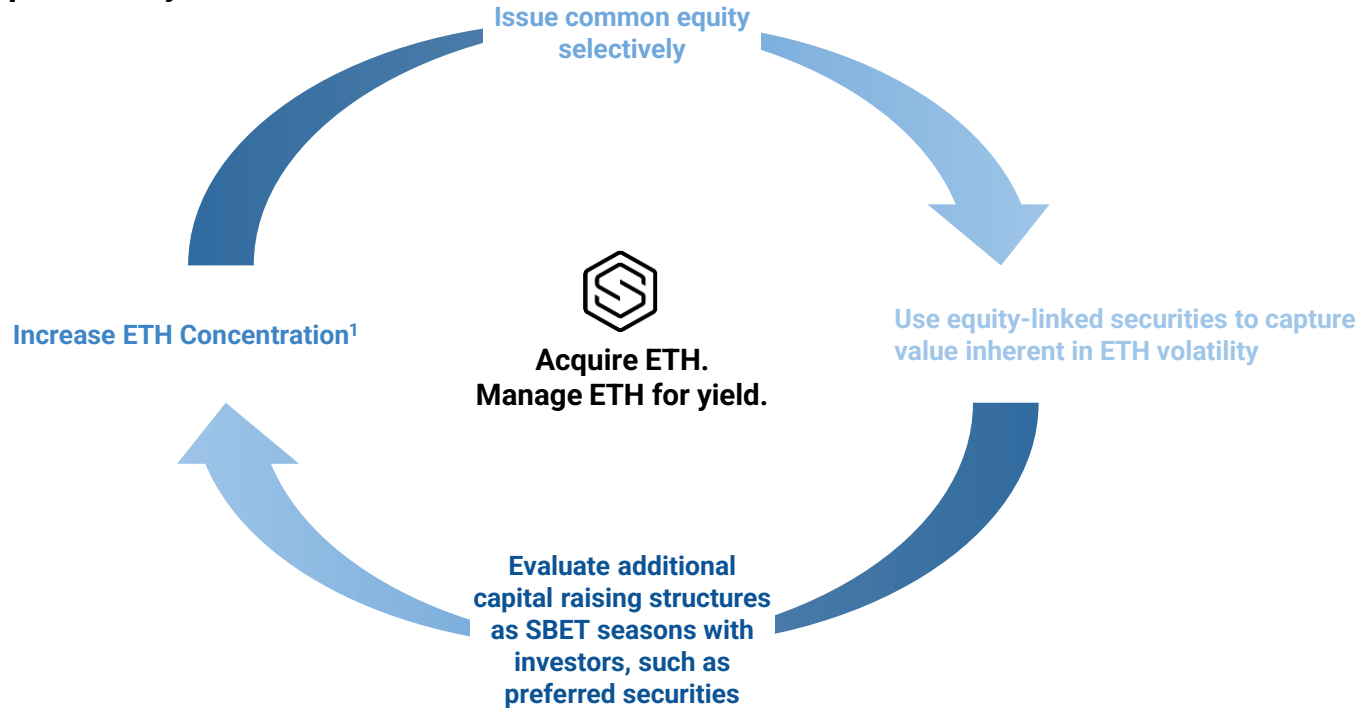 Issue common equity
selectively
Use equity-linked securities to capture
value inherent in ETH volatility
Increase ETH Concentration¹
Acquire ETH.
Manage ETH for yield.
Evaluate additional
capital raising structures
as SBET seasons with
investors, such as
preferred securities